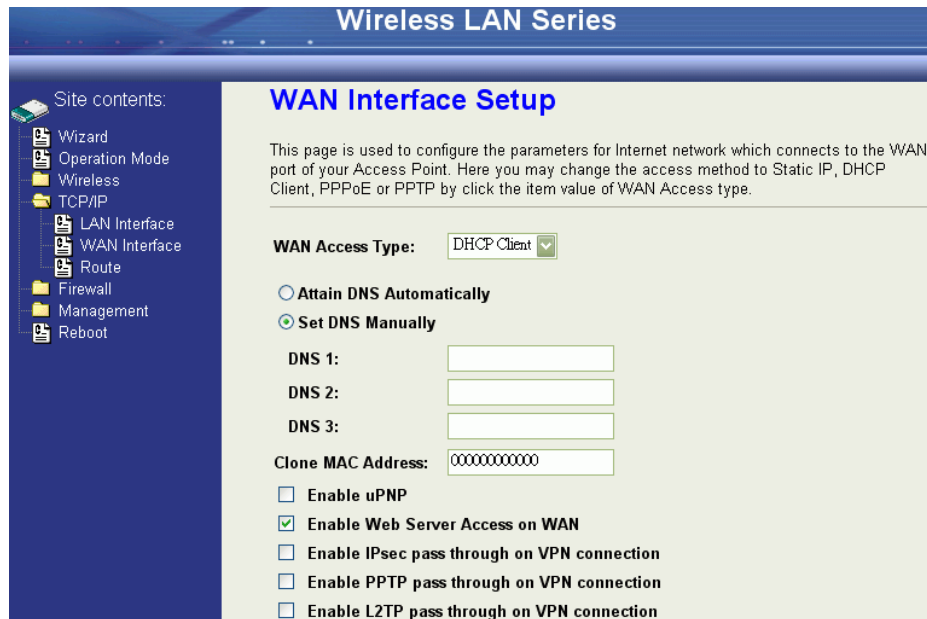 Wireless LAN Series
Site contents:
Wizard
Operation Mode
Wireless
TCP/IP
LAN Interface
WAN Interface
Route
Firewall
Management
Reboot
WAN Interface Setup
This page is used to configure the parameters for Internet network which connects to the WAN
port of your Access Point. Here you may change the access method to Static IP, DHCP
Client, PPPoE or PPTP by click the item value of WAN Access type.
WAN Access Type: DHCP Client
Attain DNS Automatically
Set DNS Manually
DNS 1:
DNS 2:
DNS 3:
Clone MAC Address: 000000000000
Enable uPNP
Enable Web Server Access on WAN
Enable IPsec pass through on VPN connection
Enable PPTP pass through on VPN connection
Enable L2TP pass through on VPN connection